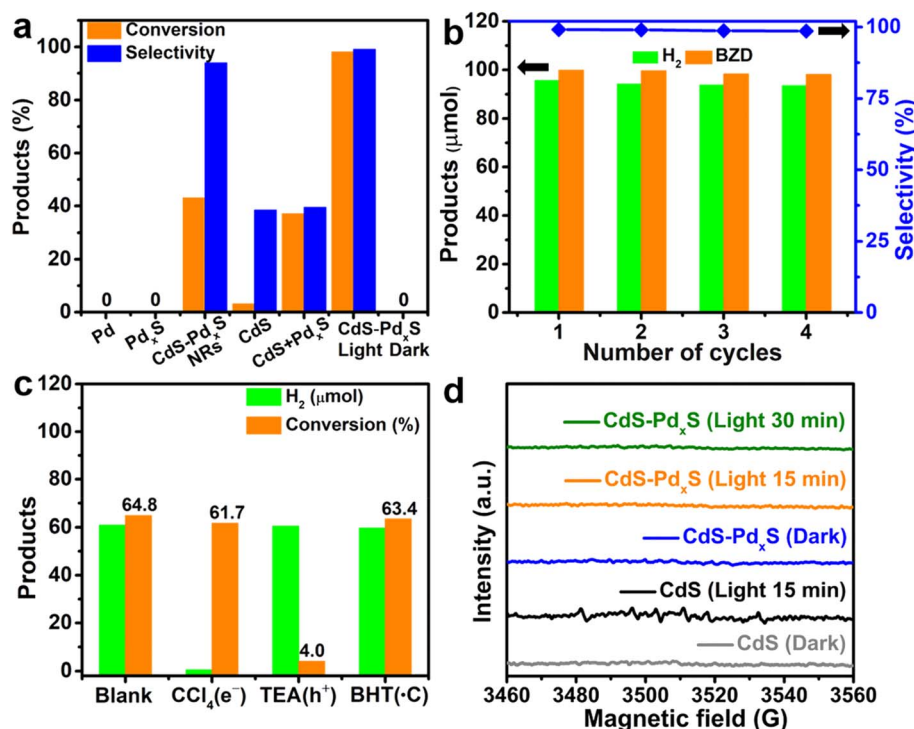 a
Conversion
Selectivity
100
80
60
40
20
0
Products (%)
0
0
0
Pd
PdₓS
CdS-PdₓS
NRs
CdS
CdS+PdₓS
CdS-PdₓS
Light
Dark
b
120
100
80
60
40
20
0
Products (μmol)
H₂
BZD
100
75
50
25
0
Selectivity (%)
1
2
3
4
Number of cycles
c
H₂ (μmol)
Conversion (%)
120
100
80
60
40
20
0
Products
64.8
61.7
4.0
63.4
Blank
CCl₄(e⁻)
TEA(h⁺)
BHT(·C)
d
Intensity (a.u.)
CdS-PdₓS (Light 30 min)
CdS-PdₓS (Light 15 min)
CdS-PdₓS (Dark)
CdS (Light 15 min)
CdS (Dark)
3460
3480
3500
3520
3540
3560
Magnetic field (G)